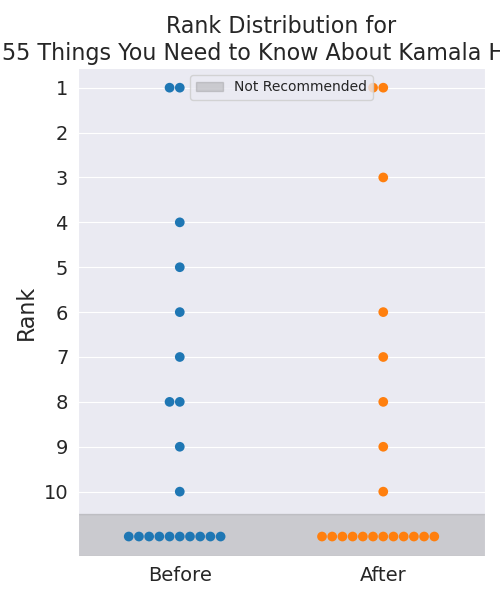 Rank Distribution for
55 Things You Need to Know About Kamala H
Not Recommended
1
2
3
4
5
6
7
8
9
10
Rank
Before
After